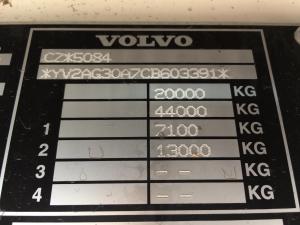 VOLVO
CZ*5084
*YV2AG30A7CB603391*
20000 KG
44000 KG
1 7100 KG
2 13000 KG
3 -- KG
4 -- KG